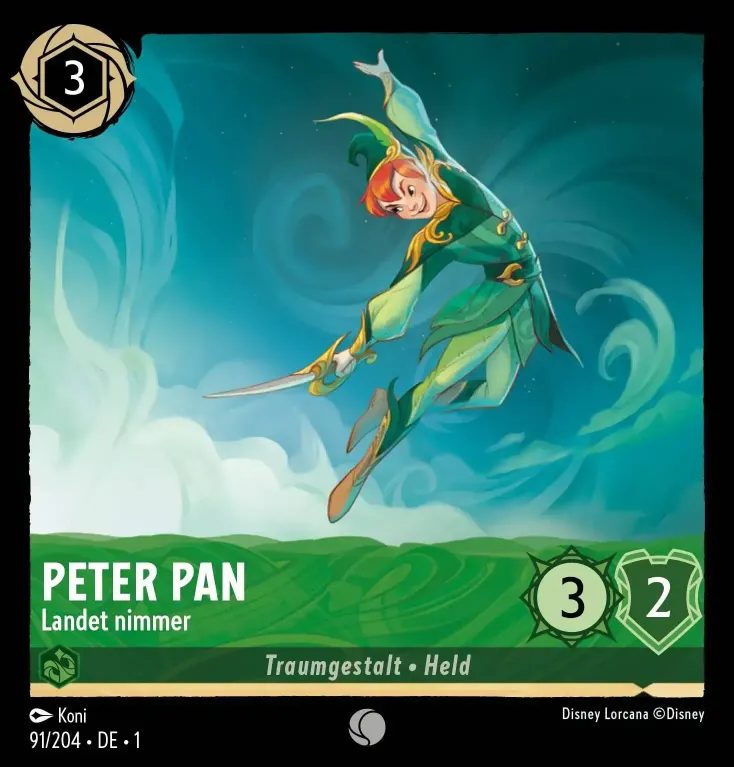 3
PETER PAN
Landet nimmer
3
2
Traumgestalt • Held
Koni
Disney Lorcana ©Disney
91/204 • DE • 1